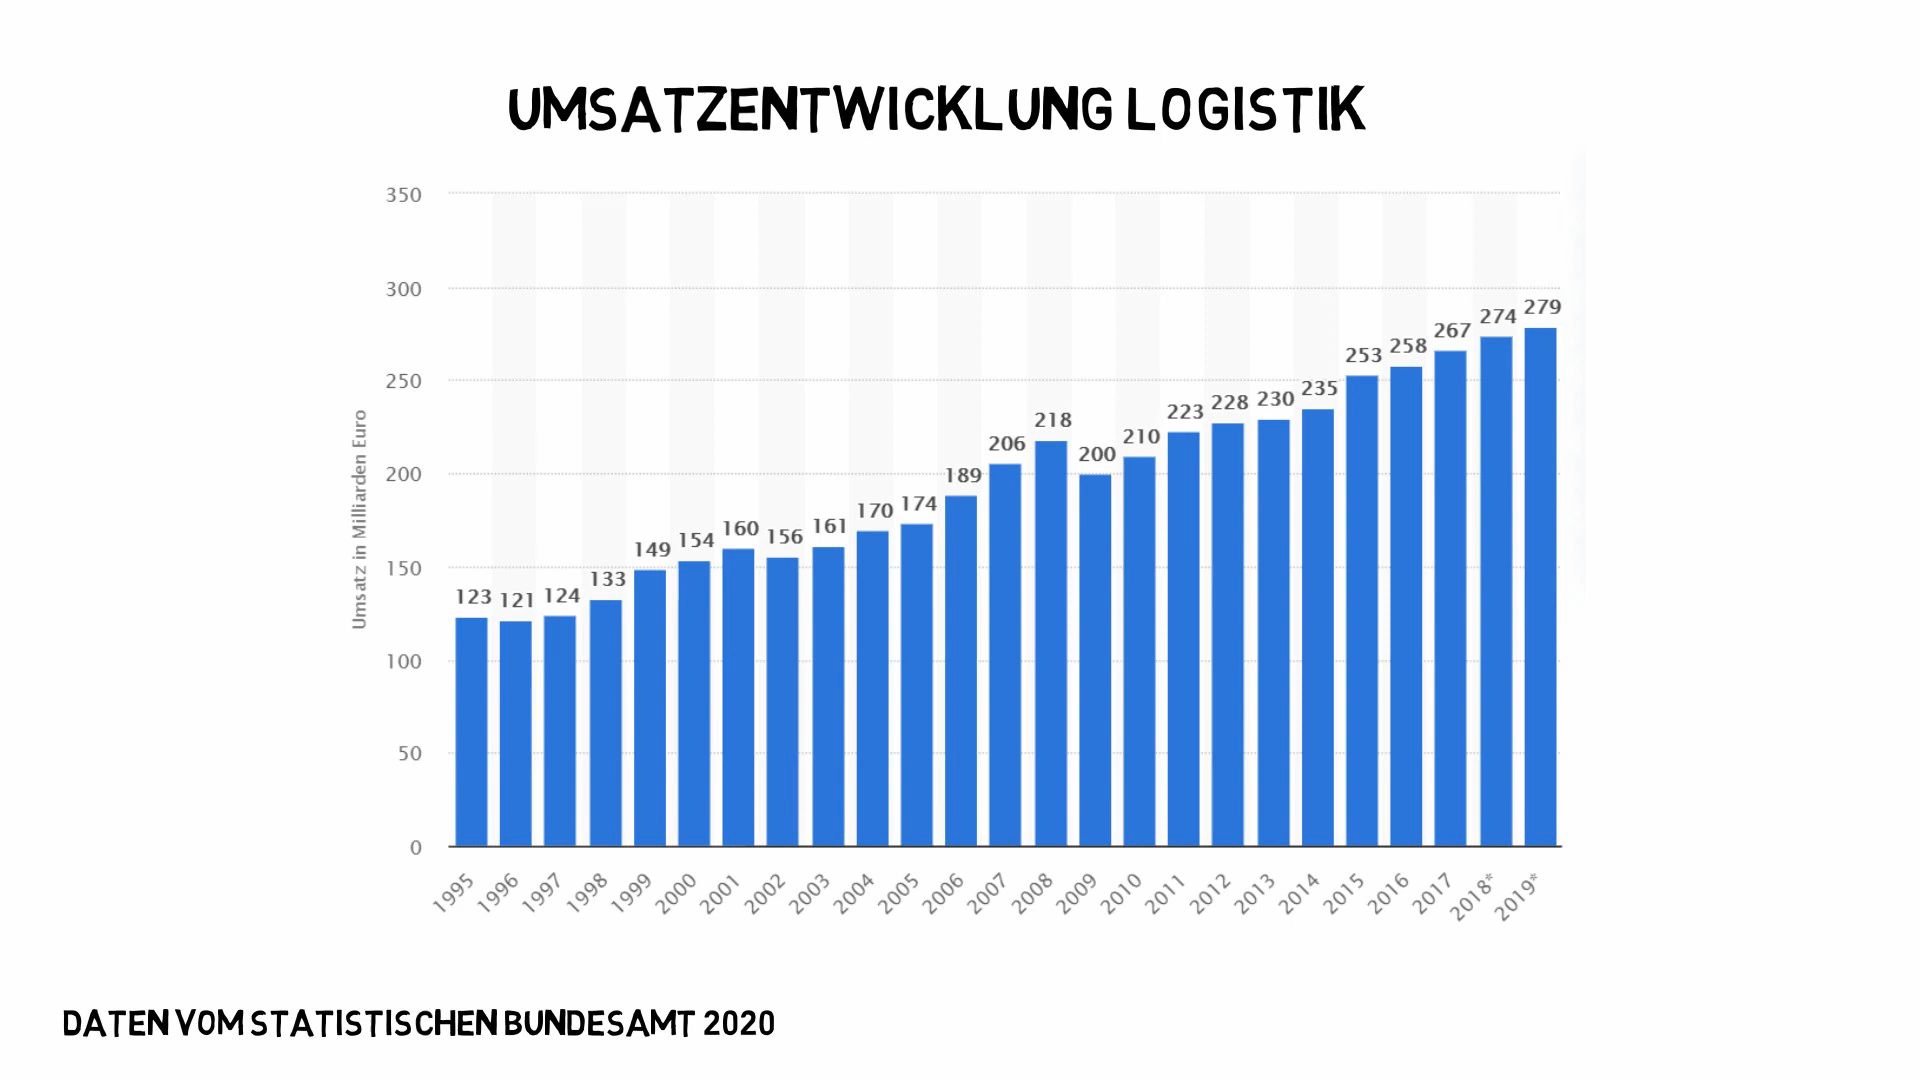 UMSATZENTWICKLUNG LOGISTIK
Umsatz in Milliarden Euro
350
300
250
200
150
100
50
0
123 121 124 133 149 154 160 156 161 170 174 189 206 218 200 210 223 228 230 235 253 258 267 274 279
1995 1996 1997 1998 1999 2000 2001 2002 2003 2004 2005 2006 2007 2008 2009 2010 2011 2012 2013 2014 2015 2016 2017 2018* 2019*
DATEN VOM STATISTISCHEN BUNDESAMT 2020